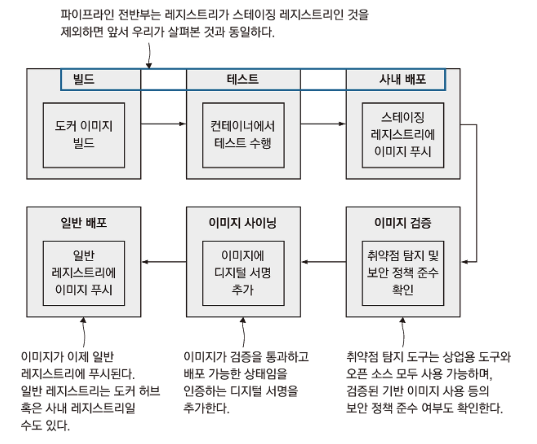 파이프라인 전반부는 레지스트리가 스테이징 레지스트리인 것을
제외하면 앞서 우리가 살펴본 것과 동일하다.
빌드
테스트
사내 배포
도커 이미지
빌드
컨테이너에서
테스트 수행
스테이징
레지스트리에
이미지 푸시
일반 배포
이미지 사이닝
이미지 검증
일반
레지스트리에
이미지 푸시
이미지에
디지털 서명
추가
취약점 탐지 및
보안 정책 준수
확인
이미지가 이제 일반
레지스트리에 푸시된다.
일반 레지스트리는 도커 허브
혹은 사내 레지스트리일
수도 있다.
이미지가 검증을 통과하고
배포 가능한 상태임을
인증하는 디지털 서명을
추가한다.
취약점 탐지 도구는 상업용 도구와
오픈 소스 모두 사용 가능하며,
검증된 기반 이미지 사용 등의
보안 정책 준수 여부도 확인한다.